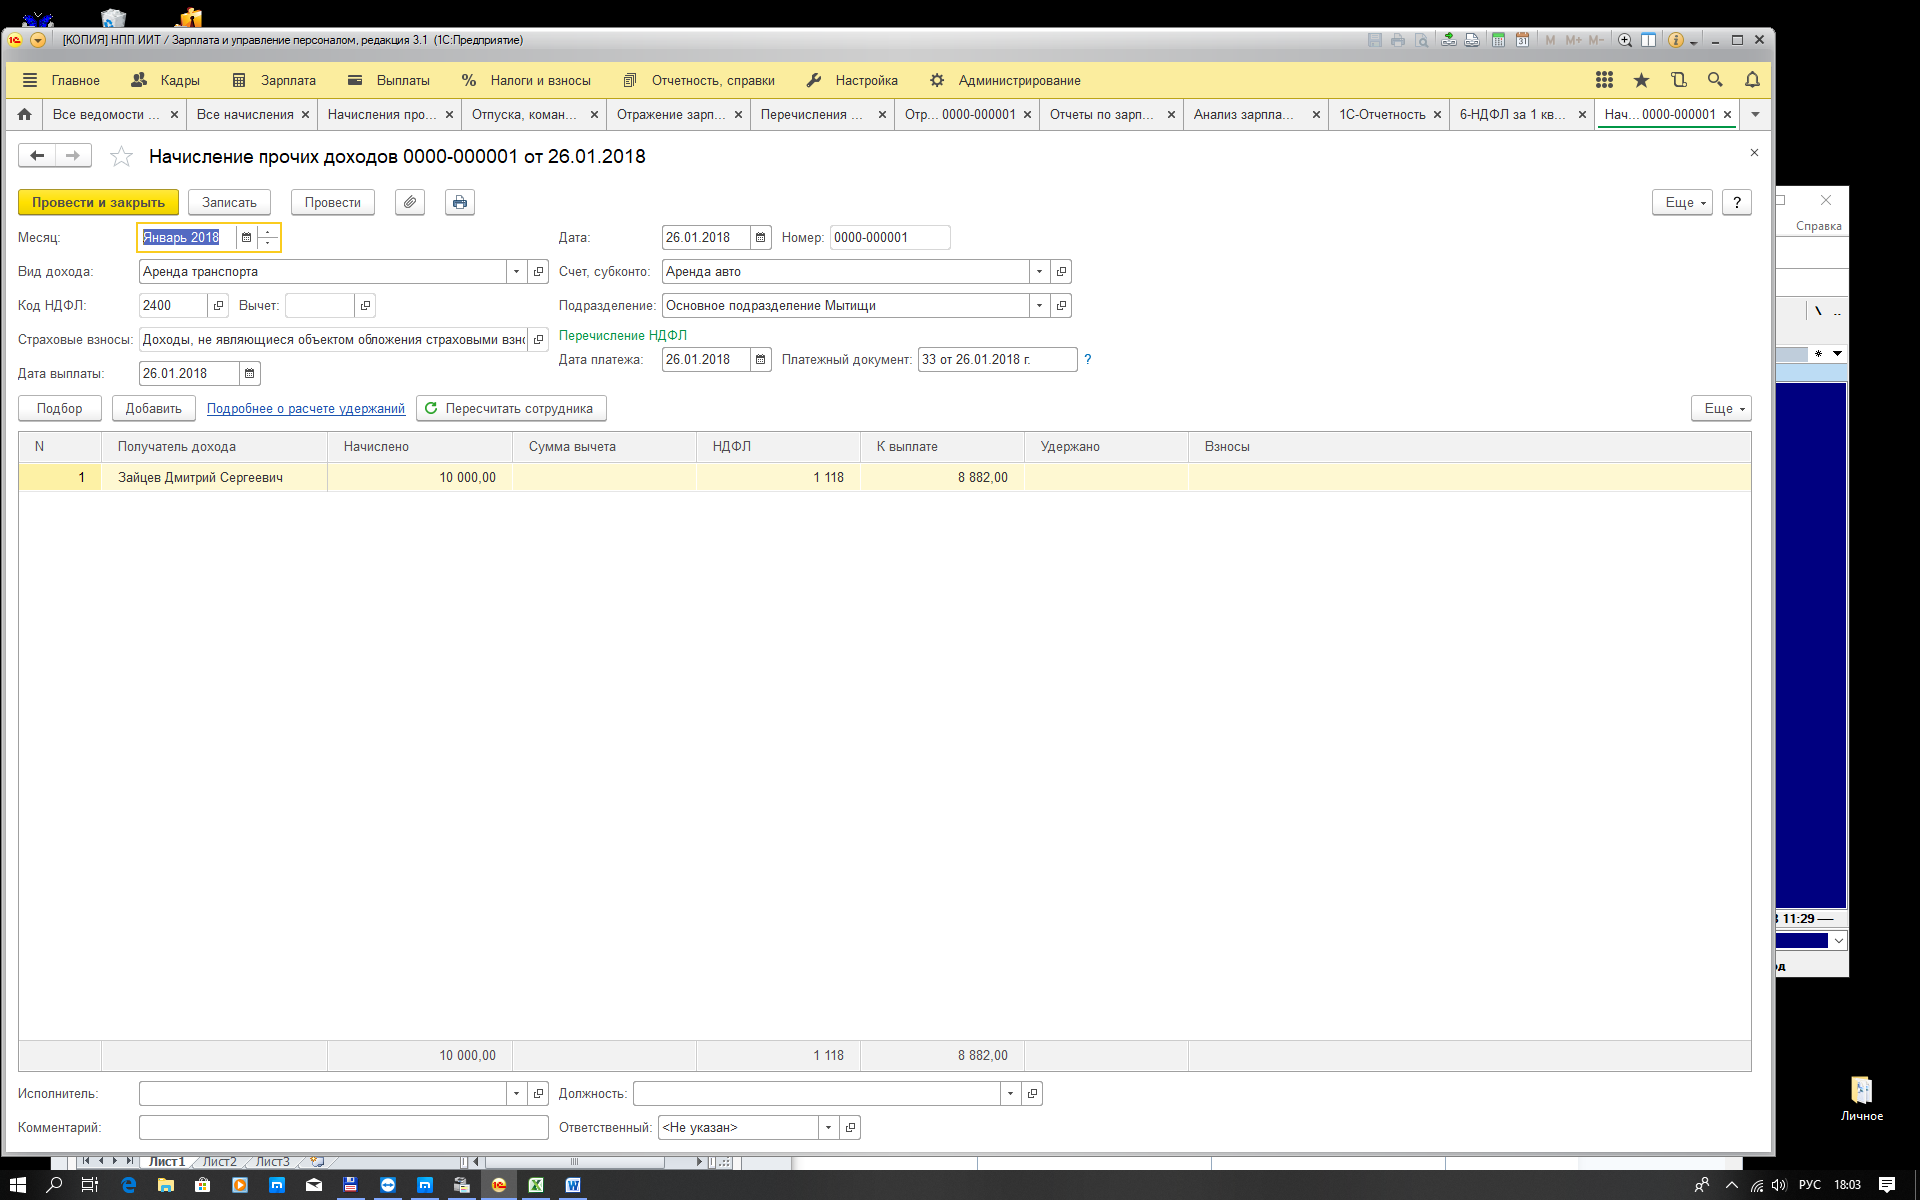 [КОПИЯ] НПП ИИТ / Зарплата и управление персоналом, редакция 3.1 (1С:Предприятие)
M M+ M-
Главное Кадры Зарплата Выплаты Налоги и взносы Отчетность, справки Настройка Администрирование
Все ведомости ... Все начисления Начисления про... Отпуска, коман... Отражение зарп... Перечисления ... Отр... 0000-000001 Отчеты по зарп... Анализ зарпла... 1С-Отчетность 6-НДФЛ за 1 кв... Нач... 0000-000001
Начисление прочих доходов 0000-000001 от 26.01.2018
Провести и закрыть Записать Провести Еще ?
Справка
Месяц: Январь 2018 Дата: 26.01.2018 Номер: 0000-000001
Вид дохода: Аренда транспорта Счет, субконто: Аренда авто
Код НДФЛ: 2400 Вычет: Подразделение: Основное подразделение Мытищи
Страховые взносы: Доходы, не являющиеся объектом обложения страховыми взно
Перечисление НДФЛ
Дата платежа: 26.01.2018 Платежный документ: 33 от 26.01.2018 г. ?
Дата выплаты: 26.01.2018
Подбор Добавить Подробнее о расчете удержаний Пересчитать сотрудника Еще
N Получатель дохода Начислено Сумма вычета НДФЛ К выплате Удержано Взносы
1 Зайцев Дмитрий Сергеевич 10 000,00 1 118 8 882,00
11:29
10 000,00 1 118 8 882,00
Исполнитель: Должность:
Комментарий: Ответственный: <Не указан>
Личное
Лист1 Лист2 Лист3
РУС 18:03